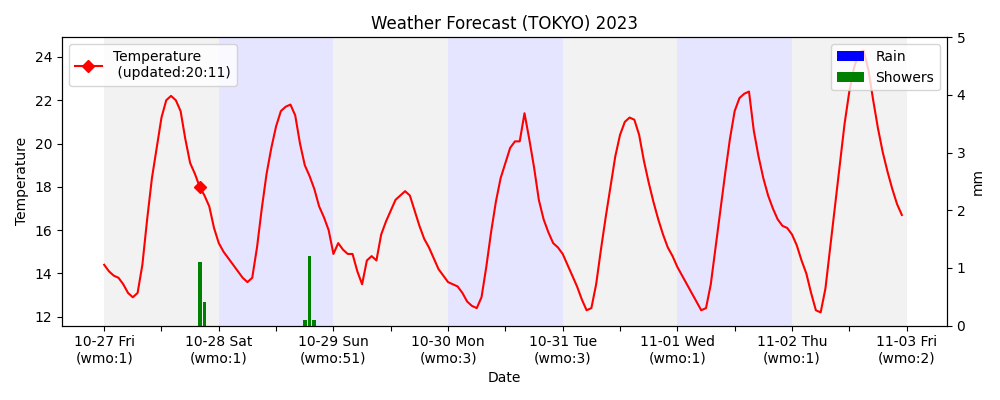 Weather Forecast (TOKYO) 2023
Temperature
(updated:20:11)
Rain
Showers
Temperature
24
22
20
18
16
14
12
5
4
3
2
1
0
mm
10-27 Fri
(wmo:1)
10-28 Sat
(wmo:1)
10-29 Sun
(wmo:51)
10-30 Mon
(wmo:3)
10-31 Tue
(wmo:3)
11-01 Wed
(wmo:1)
11-02 Thu
(wmo:1)
11-03 Fri
(wmo:2)
Date